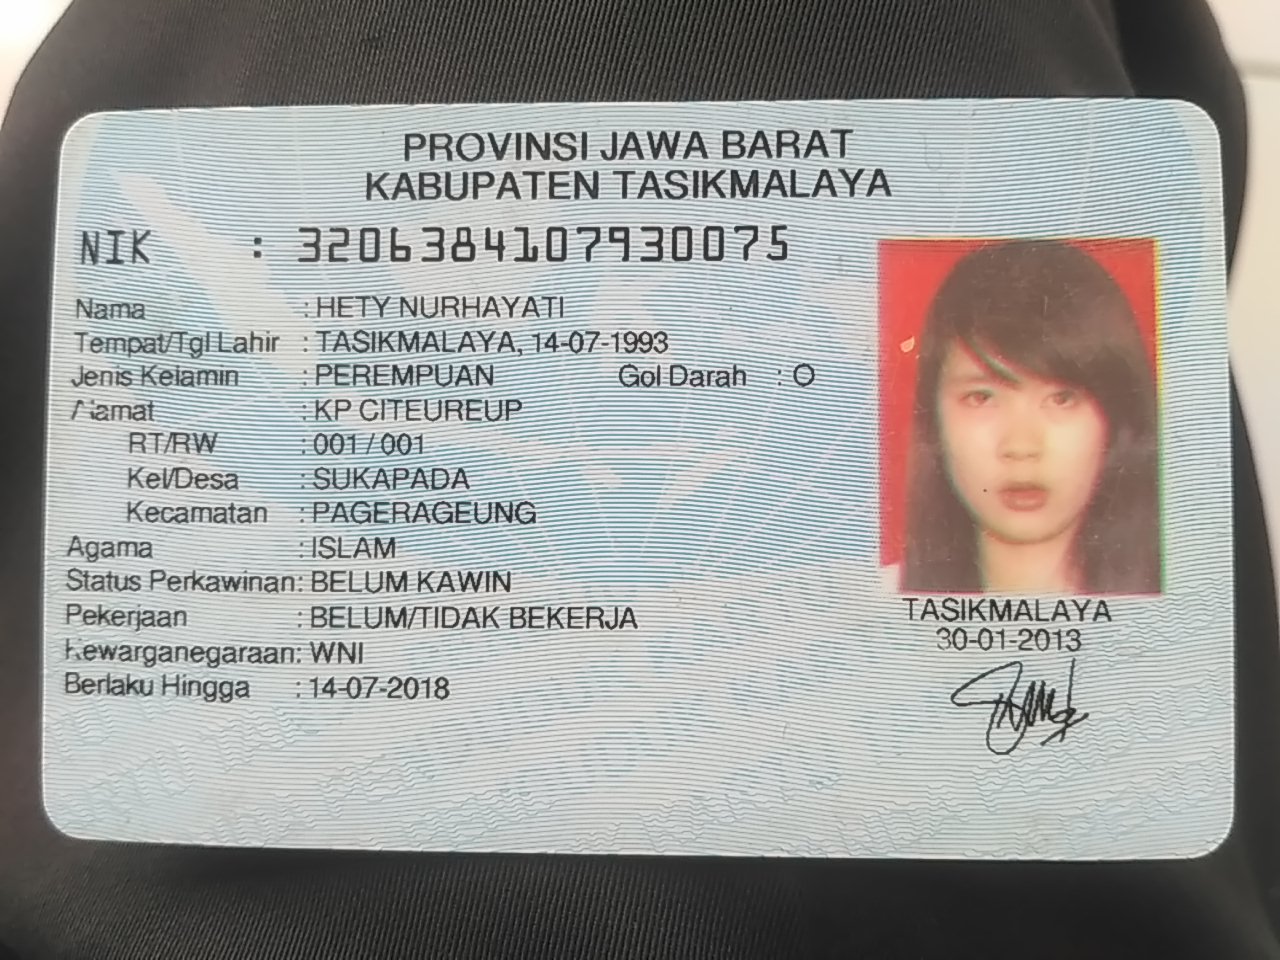 PROVINSI JAWA BARAT
KABUPATEN TASIKMALAYA
NIK : 3206384107930075
Nama : HETY NURHAYATI
Tempat/Tgl Lahir : TASIKMALAYA, 14-07-1993
Jenis Kelamin : PEREMPUAN Gol Darah : O
Alamat : KP CITEUREUP
RT/RW : 001 / 001
Kel/Desa : SUKAPADA
Kecamatan : PAGERAGEUNG
Agama : ISLAM
Status Perkawinan: BELUM KAWIN
Pekerjaan : BELUM/TIDAK BEKERJA
Kewarganegaraan: WNI
Berlaku Hingga : 14-07-2018
TASIKMALAYA
30-01-2013